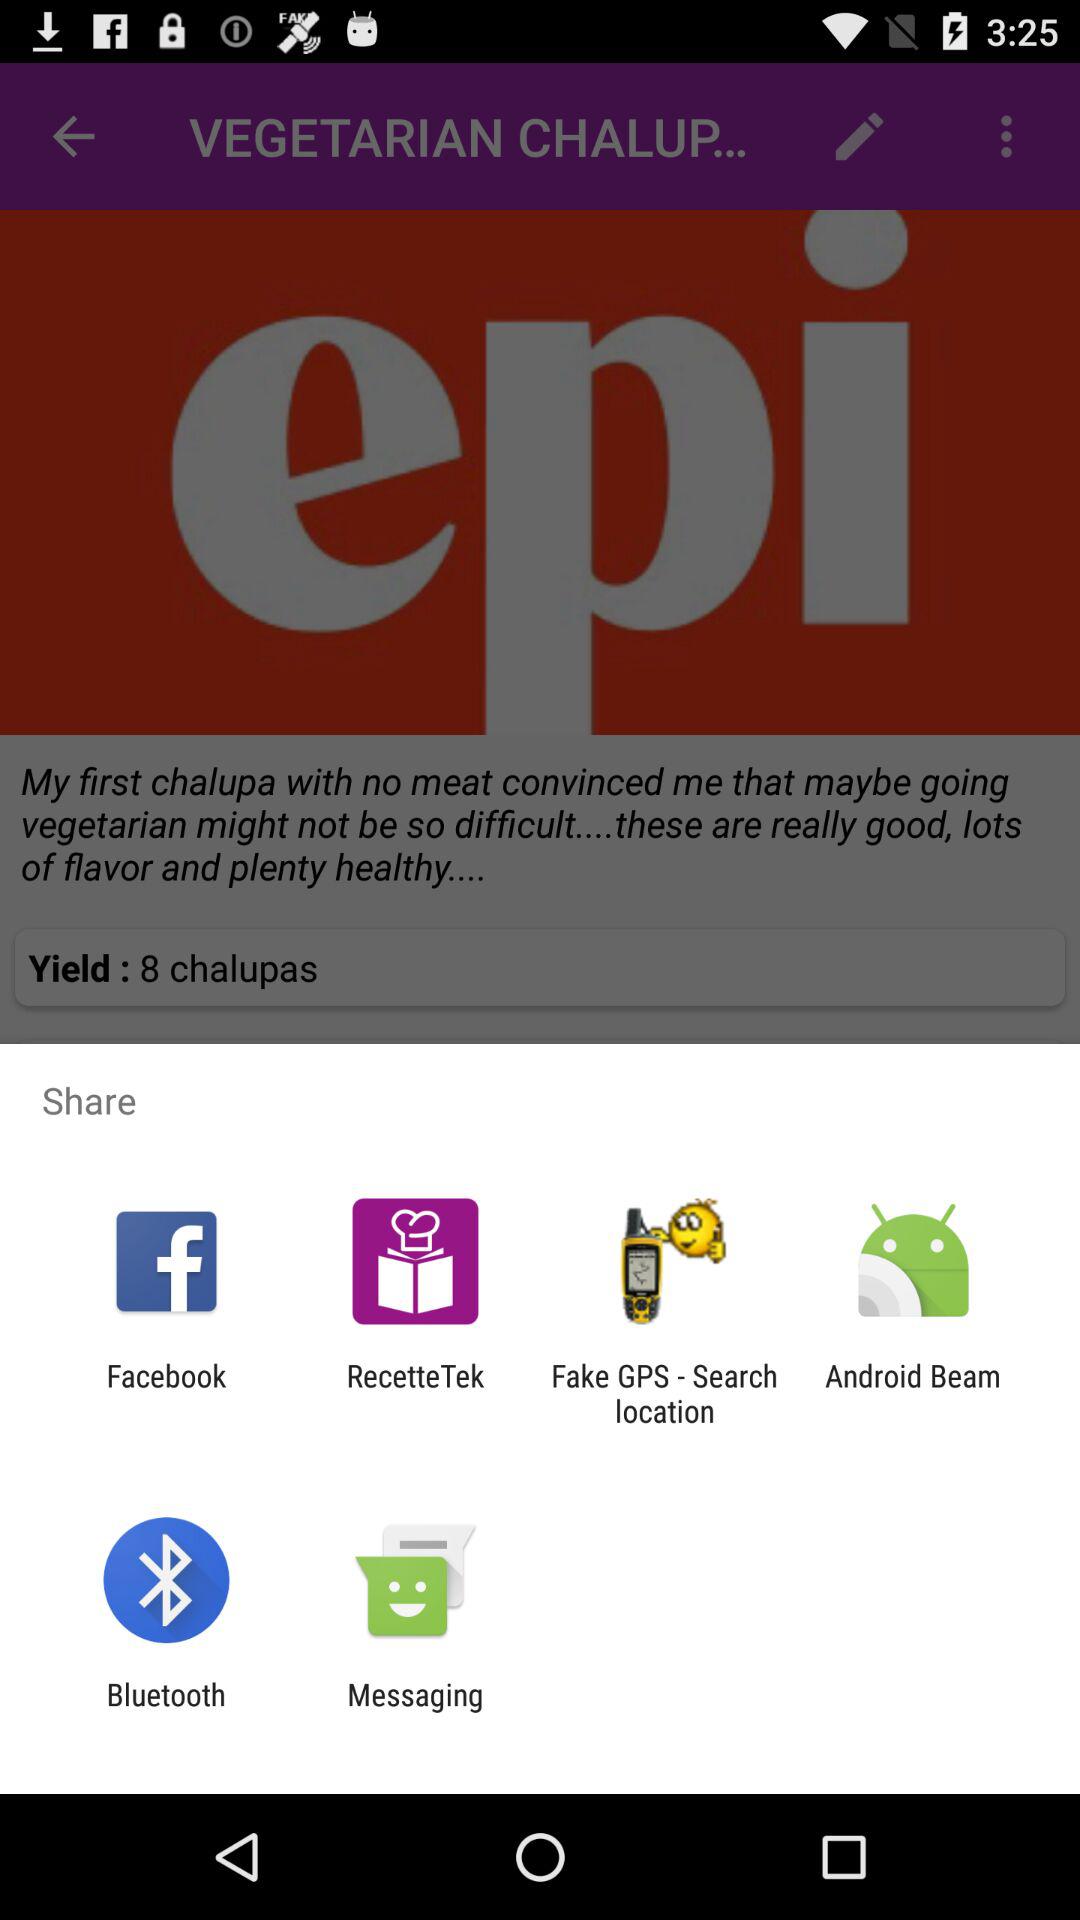 FAKE
3:25
VEGETARIAN CHALUP...
epi
My first chalupa with no meat convinced me that maybe going
vegetarian might not be so difficult....these are really good, lots
of flavor and plenty healthy....
Yield : 8 chalupas
Share
Facebook
RecetteTek
Fake GPS - Search
location
Android Beam
Bluetooth
Messaging